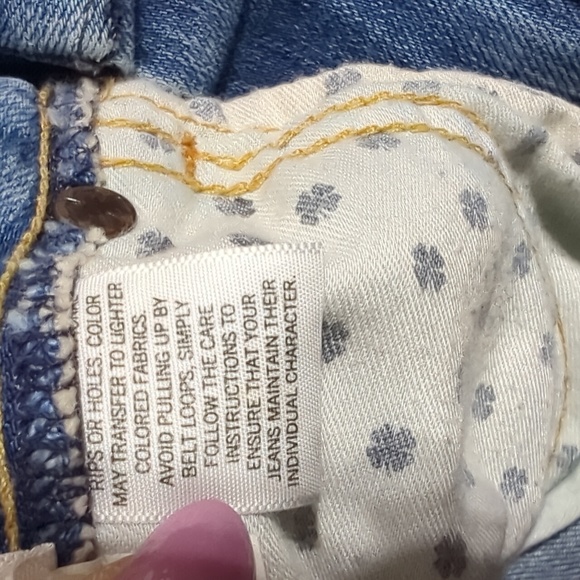 RIPS OR HOLES. COLOR
MAY TRANSFER TO LIGHTER
COLORED FABRICS.
AVOID PULLING UP BY
BELT LOOPS. SIMPLY
FOLLOW THE CARE
INSTRUCTIONS TO
ENSURE THAT YOUR
JEANS MAINTAIN THEIR
INDIVIDUAL CHARACTER.